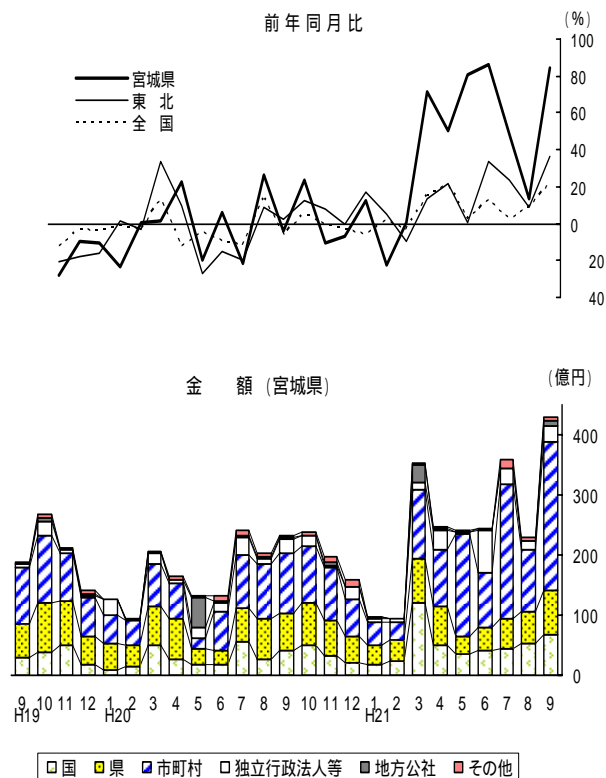 前年同月比
(%)
宮城県
東 北
全 国
100
80
60
40
20
0
20
40
金 額 (宮城県)
(億円)
400
300
200
100
0
9 10 11 12 1 2 3 4 5 6 7 8 9 10 11 12 1 2 3 4 5 6 7 8 9
H19 H20 H21
国 県 市町村 独立行政法人等 地方公社 その他